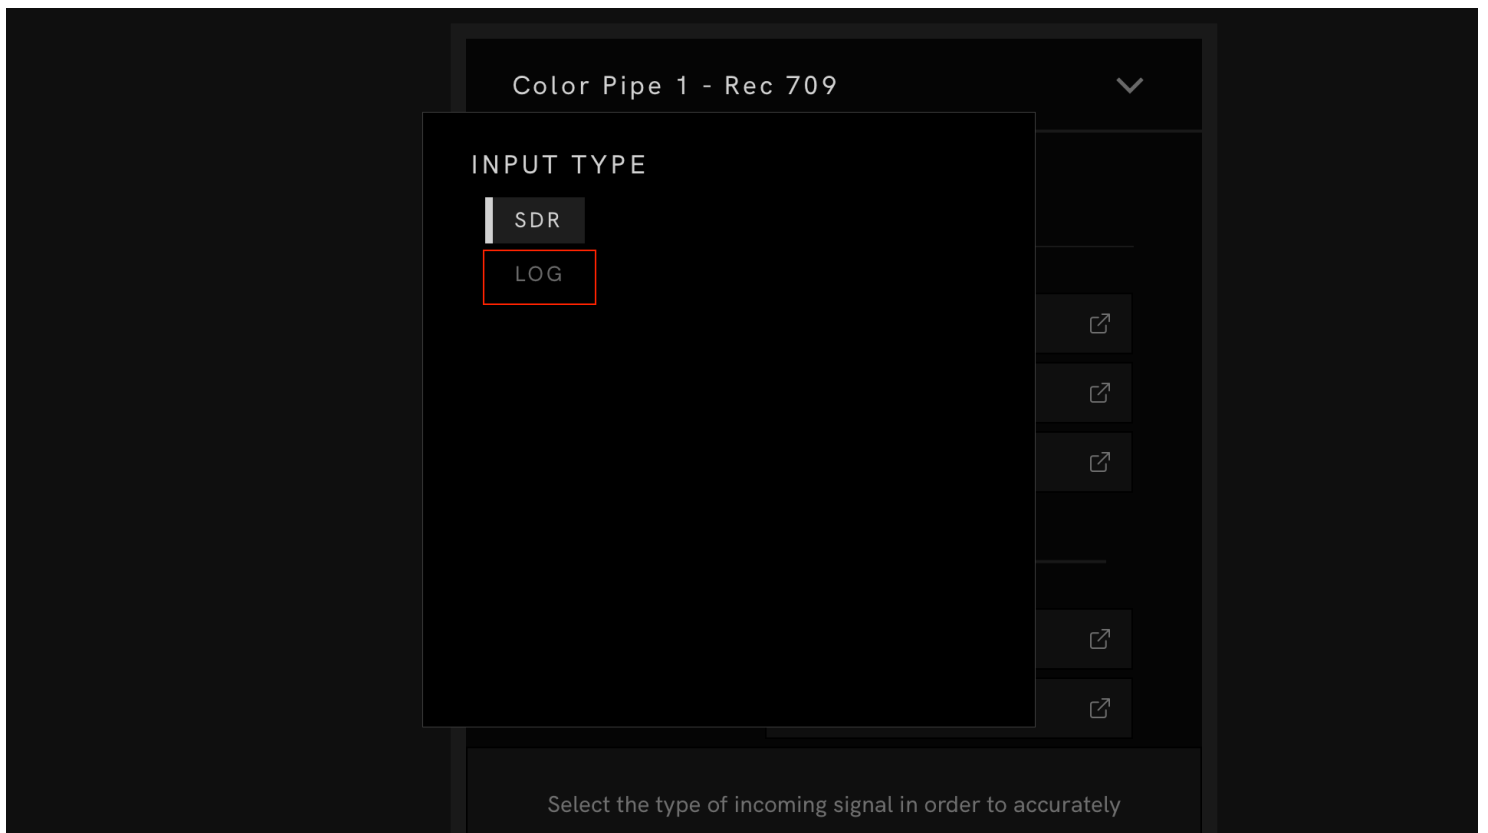 Color Pipe 1 - Rec 709
INPUT TYPE
SDR
LOG
Select the type of incoming signal in order to accurately